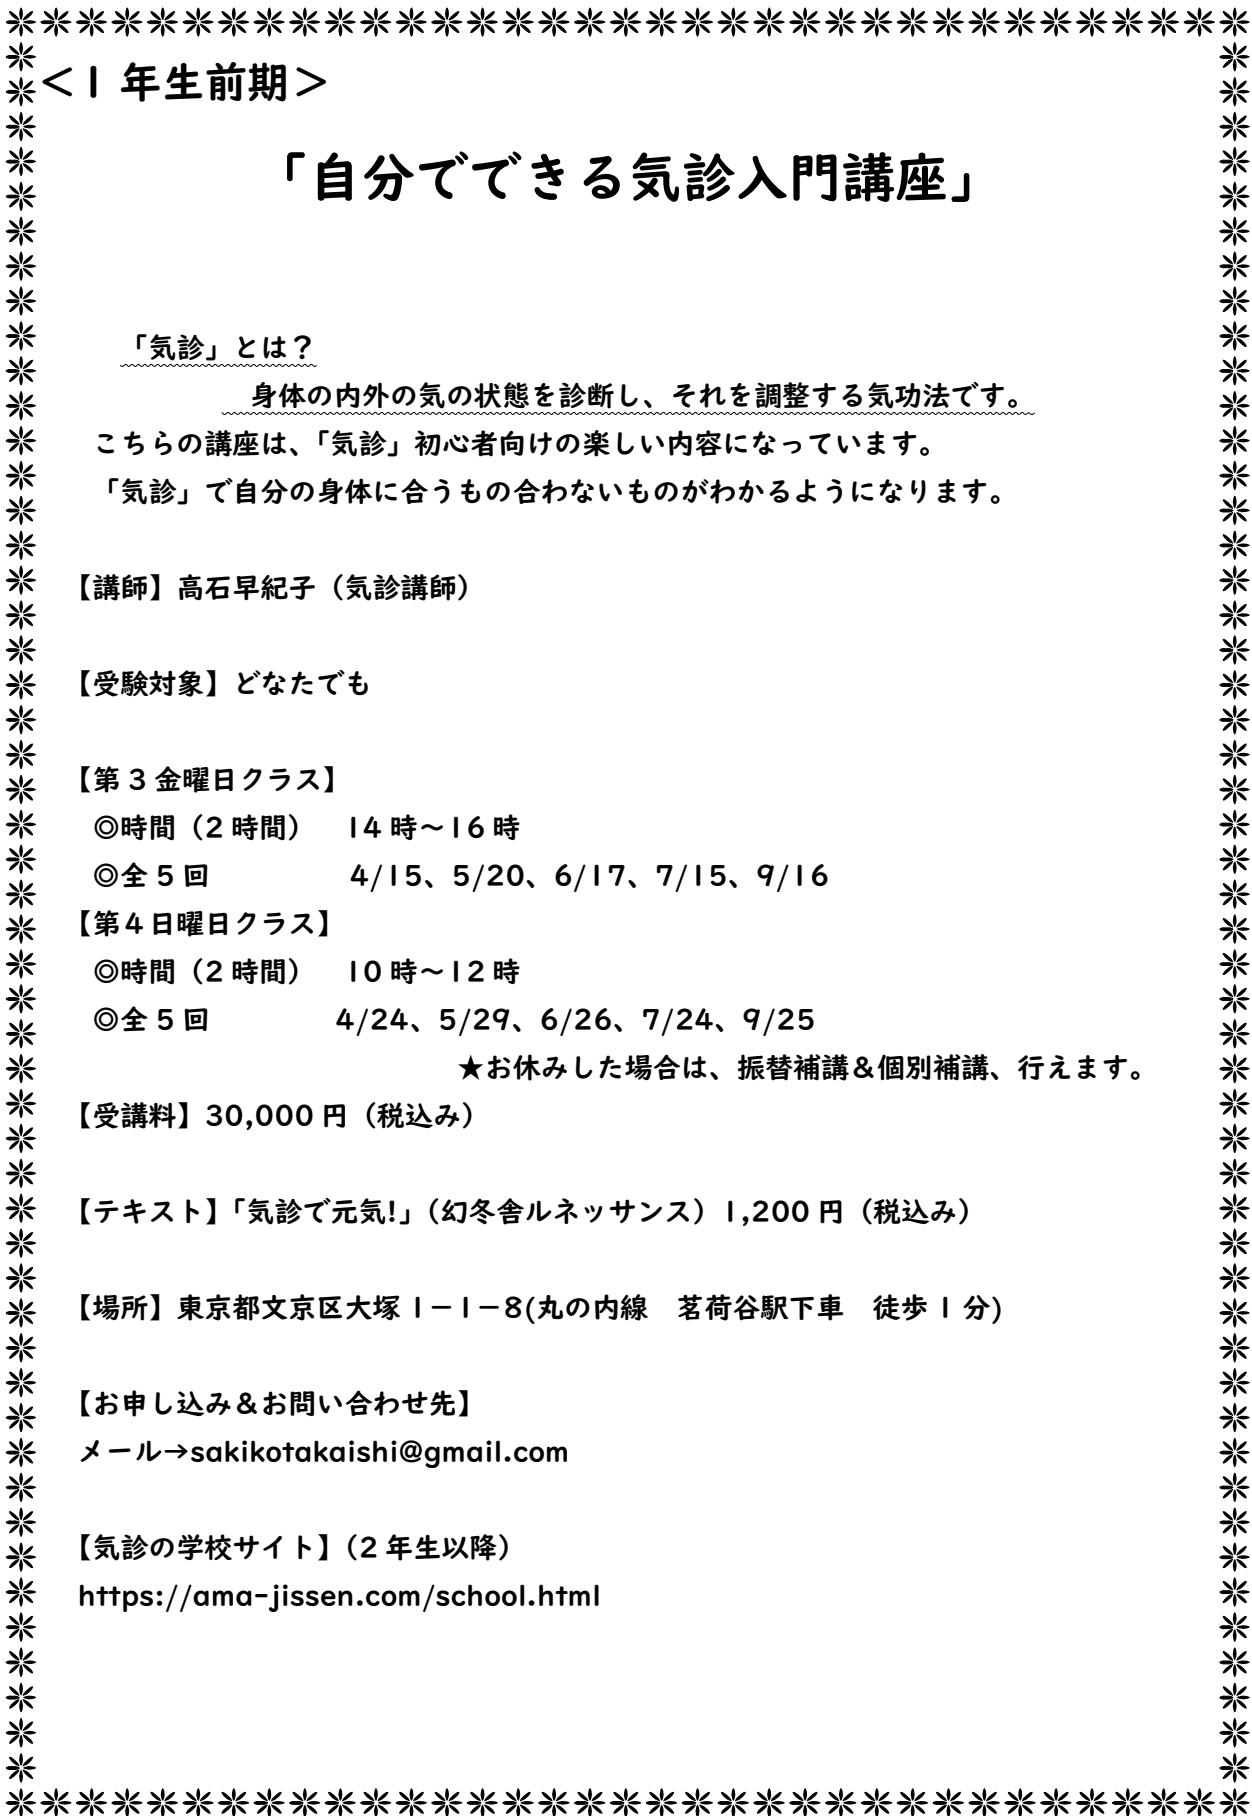 ＜1 年生前期＞
「自分でできる気診入門講座」
「気診」とは？
身体の内外の気の状態を診断し、それを調整する気功法です。
こちらの講座は、「気診」初心者向けの楽しい内容になっています。
「気診」で自分の身体に合うもの合わないものがわかるようになります。
【講師】高石早紀子（気診講師）
【受験対象】どなたでも
【第 3 金曜日クラス】
◎時間（2 時間）　14 時～16 時
◎全 5 回　4/15、5/20、6/17、7/15、9/16
【第４日曜日クラス】
◎時間（2 時間）　10 時～12 時
◎全 5 回　4/24、5/29、6/26、7/24、9/25
★お休みした場合は、振替補講＆個別補講、行えます。
【受講料】30,000 円（税込み）
【テキスト】「気診で元気!」（幻冬舎ルネッサンス）1,200 円（税込み）
【場所】東京都文京区大塚 1－1－8(丸の内線　茗荷谷駅下車　徒歩 1 分)
【お申し込み＆お問い合わせ先】
メール→sakikotakaishi@gmail.com
【気診の学校サイト】（2 年生以降）
https://ama-jissen.com/school.html